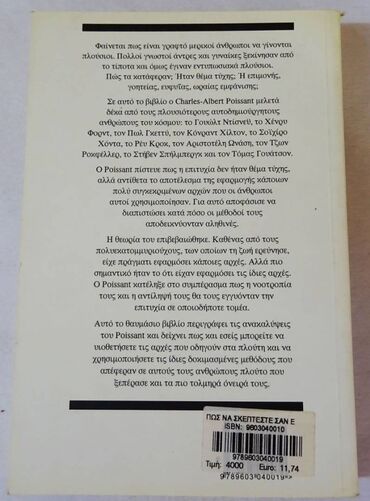 Φαίνεται πως είναι γραφτό μερικοί άνθρωποι να γίνονται
πλούσιοι. Πολλοί γνωστοί άντρες και γυναίκες ξεκίνησαν από
το τίποτα και όμως έγιναν εντυπωσιακά πλούσιοι.
Πώς τα κατάφεραν; Ήταν θέμα τύχης; Ή επιμονής,
γοητείας, ευφυΐας, ωραίας εμφάνισης;
Σε αυτό το βιβλίο ο Charles-Albert Poissant μελετά
δέκα από τους πλουσιότερους αυτοδημιούργητους
ανθρώπους του κόσμου: το Γουώλτ Ντίσνεϋ, το Χένρυ
Φορντ, τον Πωλ Γκεττύ, τον Κόνραντ Χίλτον, το Σοϊχίρο
Χόντα, το Ρέυ Κροκ, τον Αριστοτέλη Ωνάση, τον Τζων
Ροκφέλλερ, το Στήβεν Σπήλμπεργκ και τον Τόμας Γουάτσον.
Ο Poissant πίστευε πως η επιτυχία δεν ήταν θέμα τύχης,
αλλά αντίθετα το αποτέλεσμα της εφαρμογής κάποιων
πολύ συγκεκριμένων αρχών που οι άνθρωποι
αυτοί χρησιμοποίησαν. Για αυτό αποφάσισε να
διαπιστώσει κατά πόσο οι μέθοδοί τους
αποδεικνύονταν αληθινές.
Η θεωρία του επιβεβαιώθηκε. Καθένας από τους
πολυεκατομμυριούχους, των οποίων τη ζωή ερεύνησε,
είχε πράγματι εφαρμόσει κάποιες αρχές. Αλλά πιο
σημαντικό ήταν το ότι είχαν εφαρμόσει τις ίδιες αρχές.
Ο Poissant κατέληξε στο συμπέρασμα πως η νοοτροπία
τους και η αντίληψή τους θα τους εγγυόνταν την
επιτυχία σε οποιοδήποτε τομέα.
Αυτό το θαυμάσιο βιβλίο περιγράφει τις ανακαλύψεις
του Poissant και δείχνει πως και εσείς μπορείτε να
υιοθετήσετε τις αρχές που οδηγούν στα πλούτη και να
χρησιμοποιήσετε τις ίδιες δοκιμασμένες μεθόδους που
απέφεραν σε αυτούς τους ανθρώπους πλούτο που
ξεπέρασε και τα πιο τολμηρά όνειρά τους.
ΠΩΣ ΝΑ ΣΚΕΠΤΕΣΤΕ ΣΑΝ Ε
ISBN: 9603040010
9789603040019
Τιμή: 4000 Euro: 11,74
9789603040019